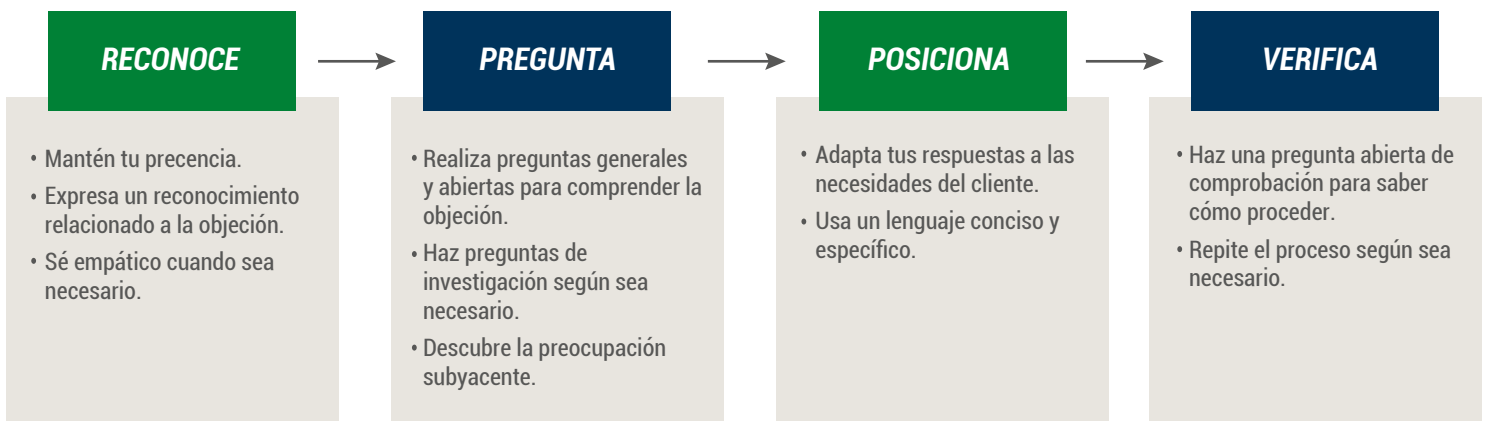 RECONOCE
• Mantén tu precencia.
• Expresa un reconocimiento
relacionado a la objeción.
• Sé empático cuando sea
necesario.
PREGUNTA
• Realiza preguntas generales
y abiertas para comprender la
objeción.
• Haz preguntas de
investigación según sea
necesario.
• Descubre la preocupación
subyacente.
POSICIONA
• Adapta tus respuestas a las
necesidades del cliente.
• Usa un lenguaje conciso y
específico.
VERIFICA
• Haz una pregunta abierta de
comprobación para saber
cómo proceder.
• Repite el proceso según sea
necesario.